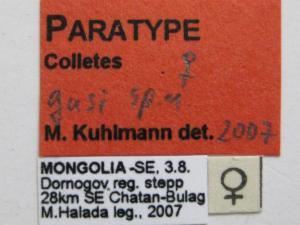 PARATYPE
Colletes ♀
gusi sp.n
M. Kuhlmann det. 2007
MONGOLIA -SE, 3.8.
Dornogov, reg. stepp
28km SE Chatan-Bulag
M.Halada leg., 2007
♀